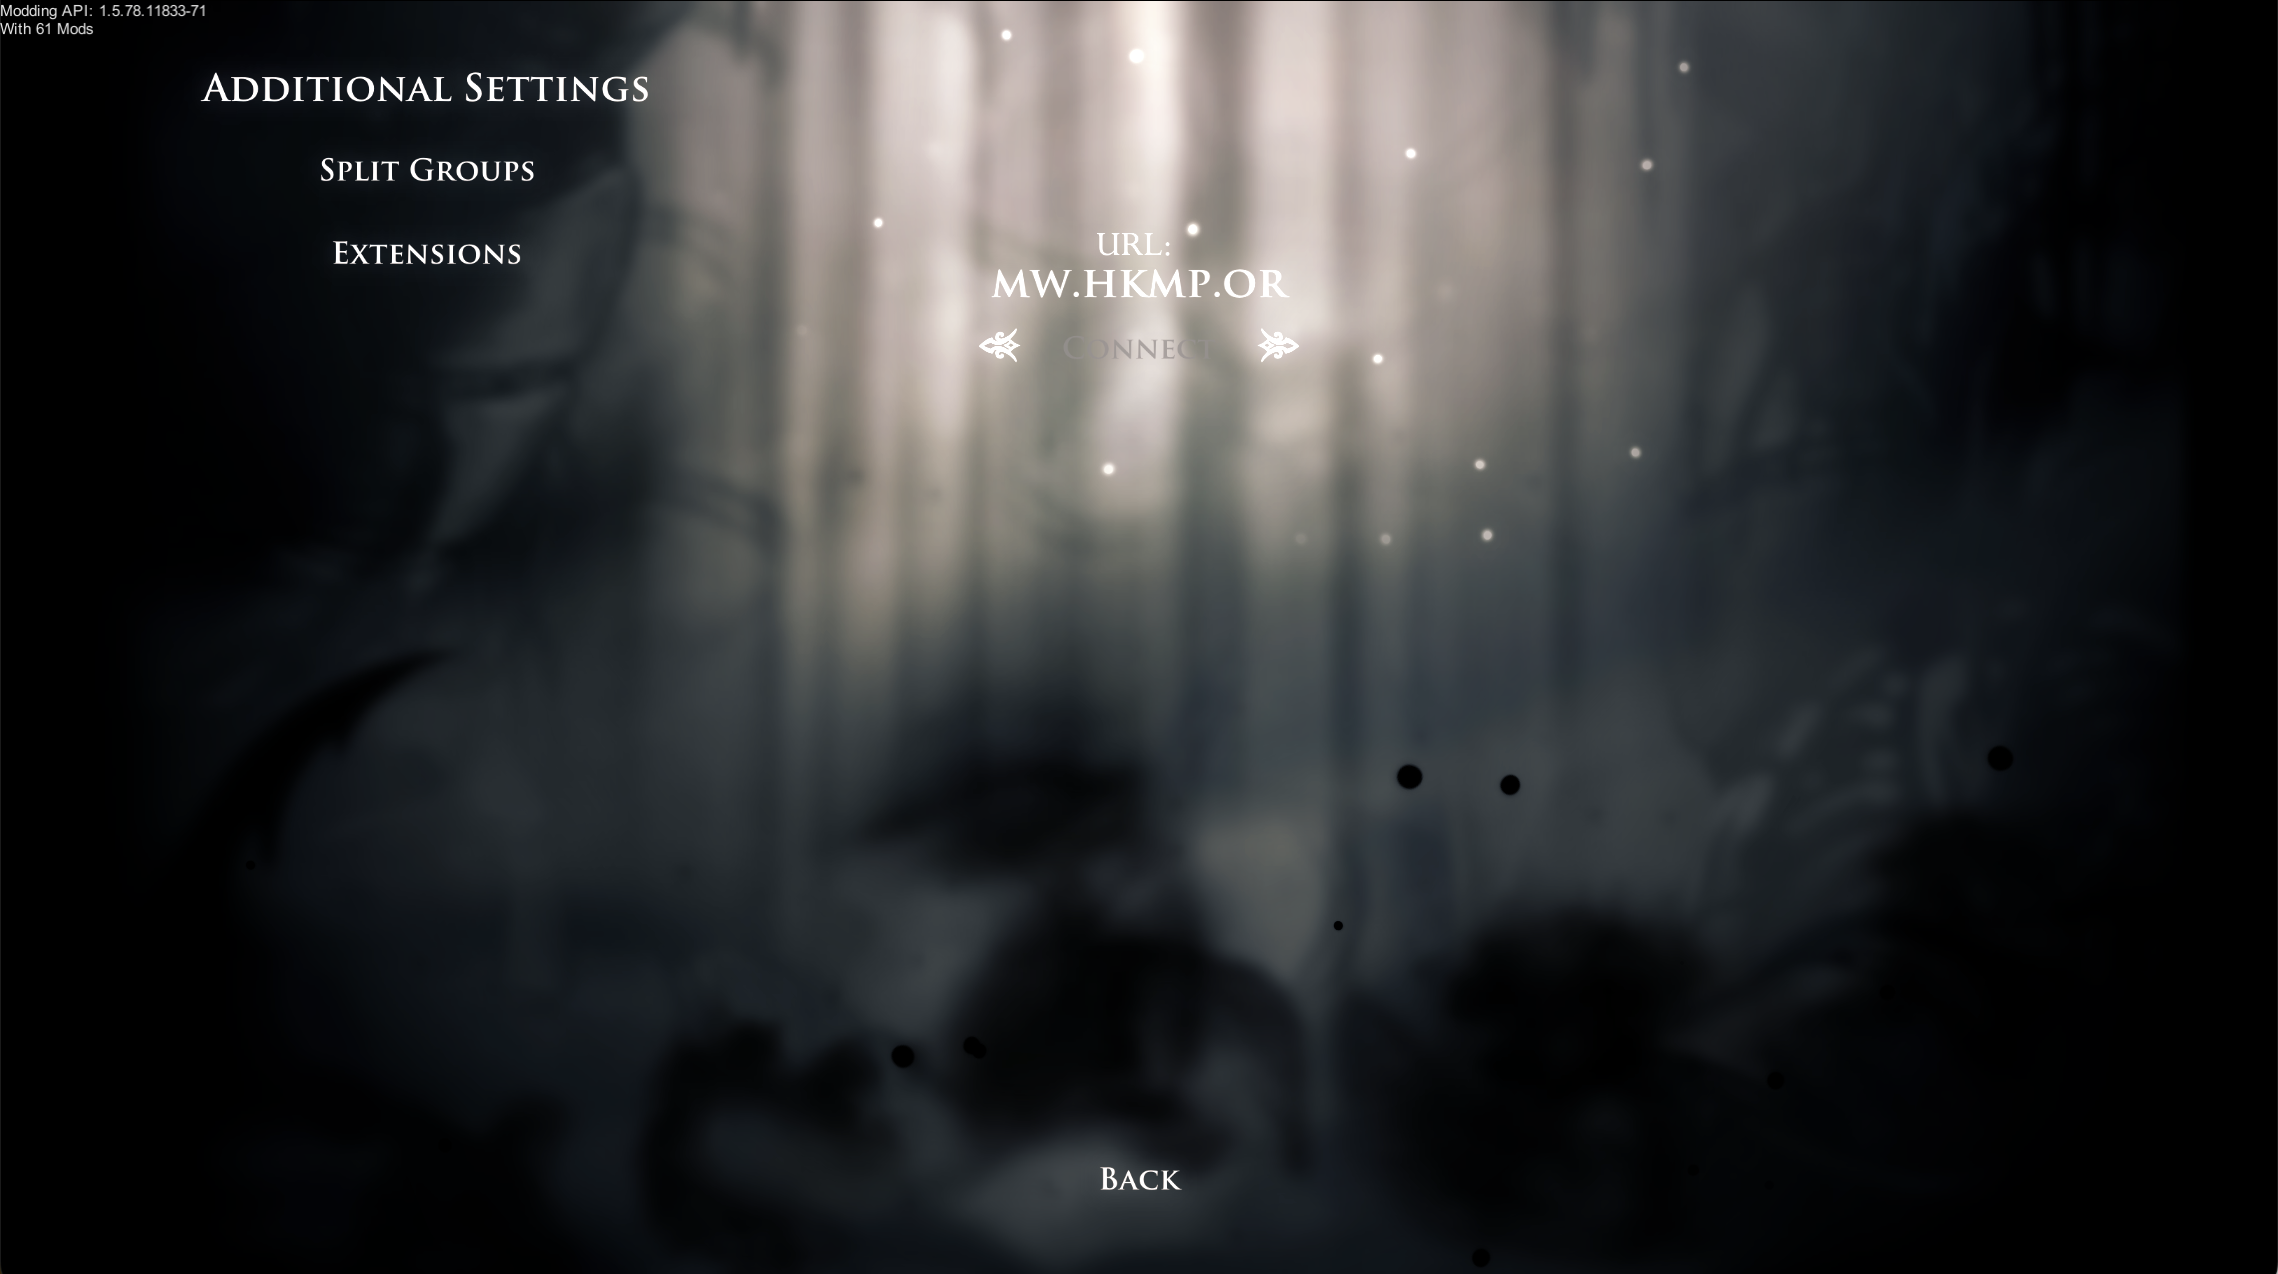 Modding API: 1.5.78.11833-71
With 61 Mods
Additional Settings
Split Groups
Extensions
URL:
MW.HKMP.OR
Connect
Back